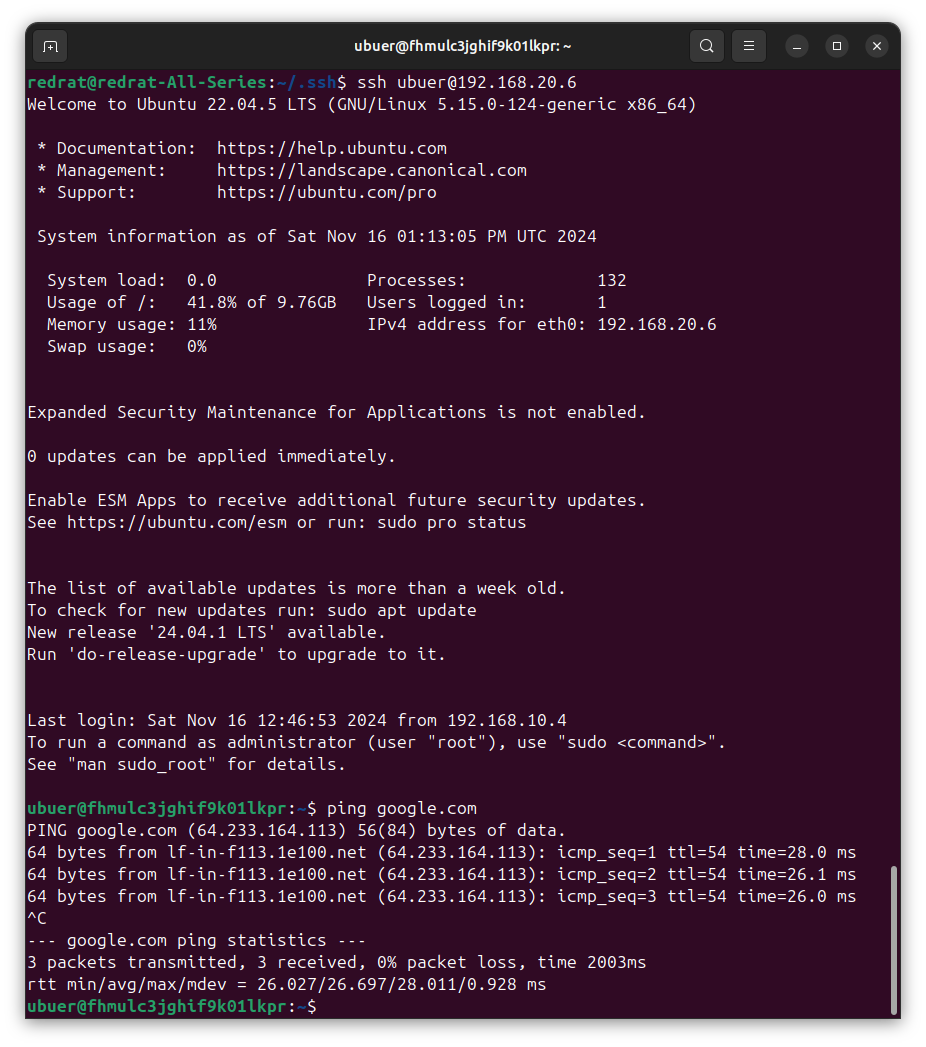 ubuer@fhmulc3jghif9k01lkpr: ~
redrat@redrat-All-Series:~/.ssh$ ssh ubuer@192.168.20.6
Welcome to Ubuntu 22.04.5 LTS (GNU/Linux 5.15.0-124-generic x86_64)

 * Documentation:  https://help.ubuntu.com
 * Management:     https://landscape.canonical.com
 * Support:        https://ubuntu.com/pro

 System information as of Sat Nov 16 01:13:05 PM UTC 2024

  System load:  0.0               Processes:             132
  Usage of /:   41.8% of 9.76GB   Users logged in:       1
  Memory usage: 11%               IPv4 address for eth0: 192.168.20.6
  Swap usage:   0%


Expanded Security Maintenance for Applications is not enabled.

0 updates can be applied immediately.

Enable ESM Apps to receive additional future security updates.
See https://ubuntu.com/esm or run: sudo pro status


The list of available updates is more than a week old.
To check for new updates run: sudo apt update
New release '24.04.1 LTS' available.
Run 'do-release-upgrade' to upgrade to it.


Last login: Sat Nov 16 12:46:53 2024 from 192.168.10.4
To run a command as administrator (user "root"), use "sudo <command>".
See "man sudo_root" for details.

ubuer@fhmulc3jghif9k01lkpr:~$ ping google.com
PING google.com (64.233.164.113) 56(84) bytes of data.
64 bytes from lf-in-f113.1e100.net (64.233.164.113): icmp_seq=1 ttl=54 time=28.0 ms
64 bytes from lf-in-f113.1e100.net (64.233.164.113): icmp_seq=2 ttl=54 time=26.1 ms
64 bytes from lf-in-f113.1e100.net (64.233.164.113): icmp_seq=3 ttl=54 time=26.0 ms
^C
--- google.com ping statistics ---
3 packets transmitted, 3 received, 0% packet loss, time 2003ms
rtt min/avg/max/mdev = 26.027/26.697/28.011/0.928 ms
ubuer@fhmulc3jghif9k01lkpr:~$